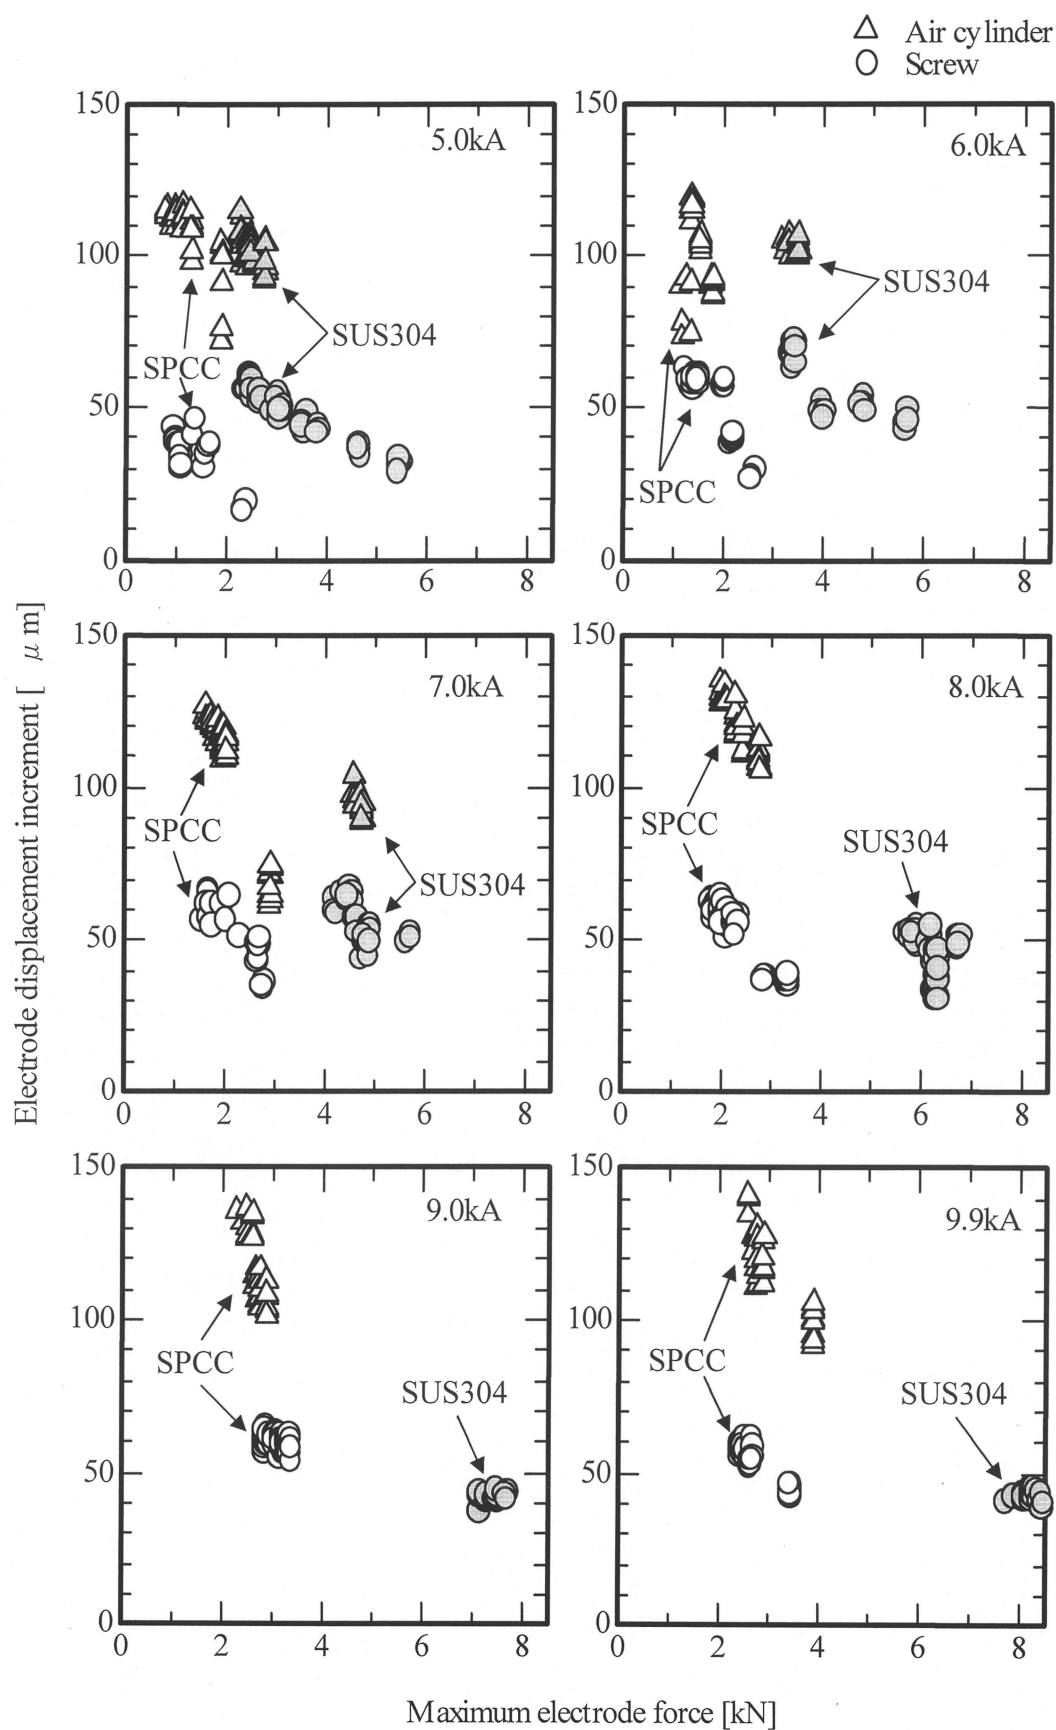 Air cylinder
Screw
150
100
50
0
0 2 4 6 8
5.0kA
SPCC
SUS304
150
100
50
0
0 2 4 6 8
6.0kA
SUS304
SPCC
Electrode displacement increment [ μ m]
150
100
50
0
0 2 4 6 8
7.0kA
SPCC
SUS304
150
100
50
0
0 2 4 6 8
8.0kA
SPCC
SUS304
150
100
50
0
0 2 4 6 8
9.0kA
SPCC
SUS304
150
100
50
0
0 2 4 6 8
9.9kA
SPCC
SUS304
Maximum electrode force [kN]